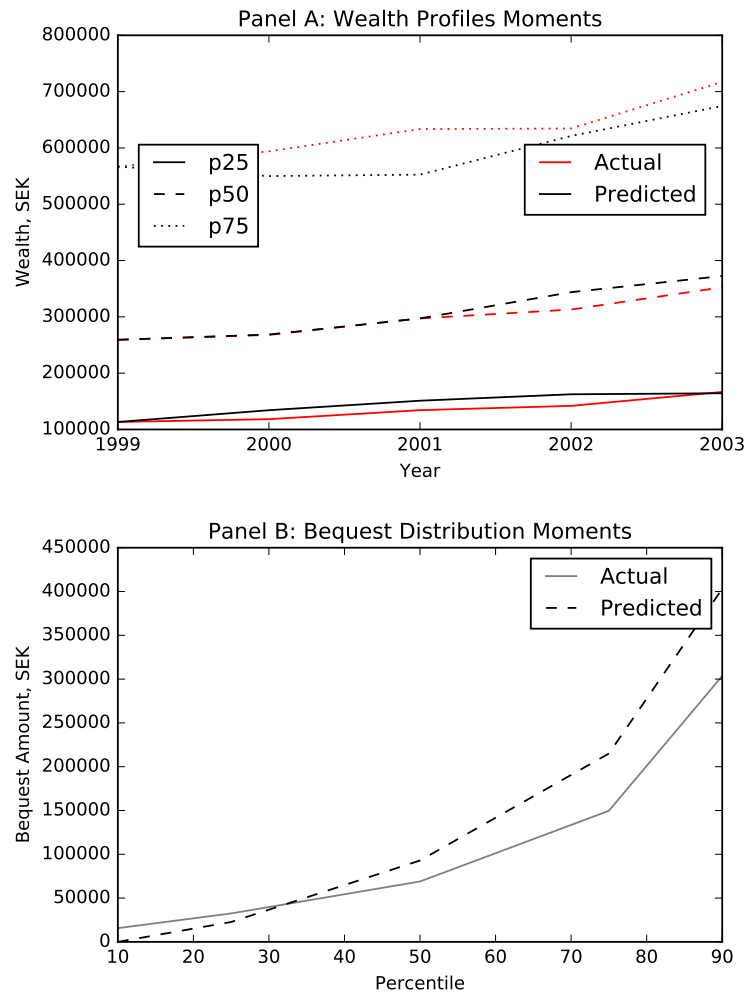 Panel A: Wealth Profiles Moments
800000
700000
600000
500000
400000
300000
200000
100000
Wealth, SEK
p25
p50
p75
Actual
Predicted
1999 2000 2001 2002 2003
Year
Panel B: Bequest Distribution Moments
450000
400000
350000
300000
250000
200000
150000
100000
50000
0
Bequest Amount, SEK
Actual
Predicted
10 20 30 40 50 60 70 80 90
Percentile